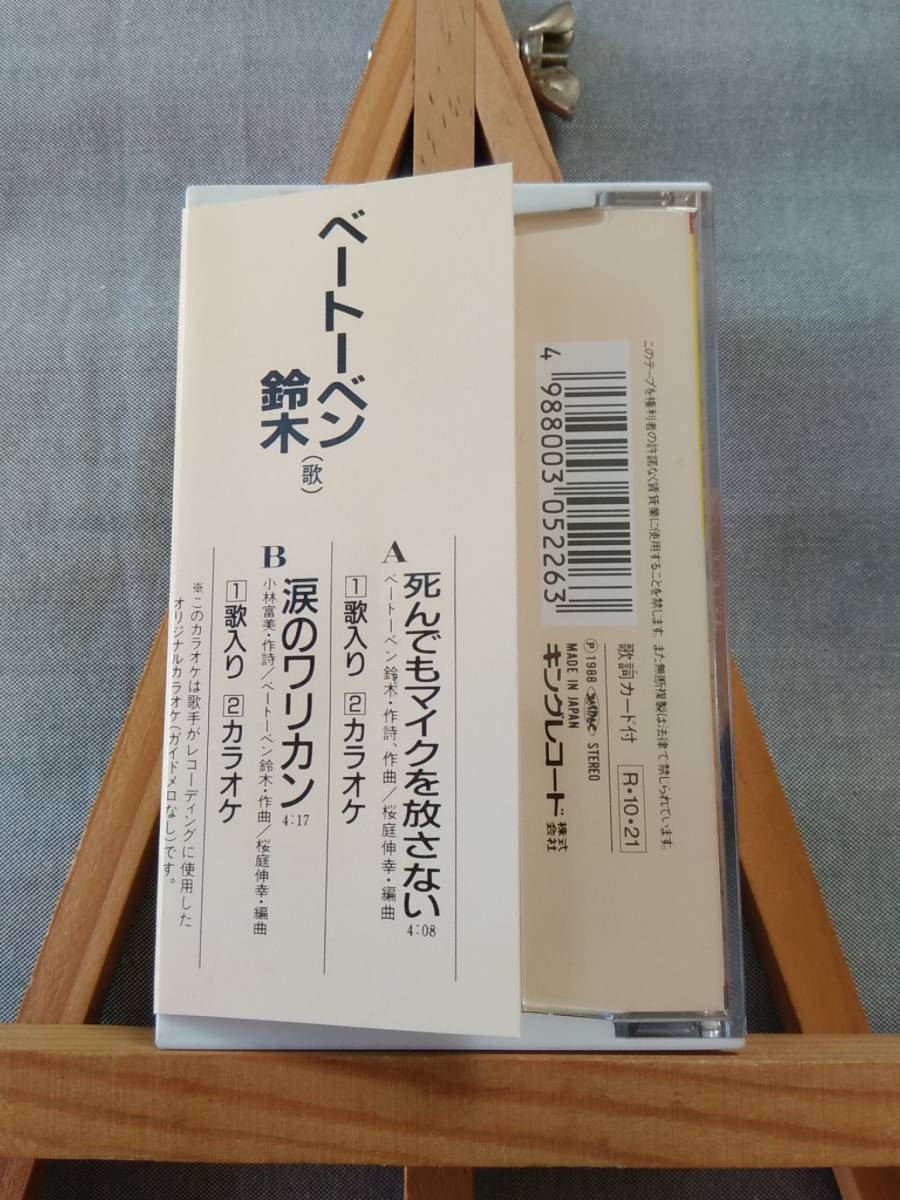 ベートーベン
鈴木
（歌）
A
死んでもマイクを放さない
4:08
ベートーベン鈴木・作詩、作曲／桜庭伸幸・編曲
1歌入り 2カラオケ
B
涙のワリカン
4:17
小林富美・作詩／ベートーベン鈴木・作曲／桜庭伸幸・編曲
1歌入り 2カラオケ
※このカラオケは歌手がレコーディングに使用した
オリジナルカラオケ（ガイドメロなし）です。
このテープを権利者の許諾なく賃貸業に使用することを禁じます。また無断複製は法律で禁じられています。
歌詞カード付
R・10・21
4 988003 052263
Ⓟ1988
STEREO
MADE IN JAPAN
キングレコード株式会社